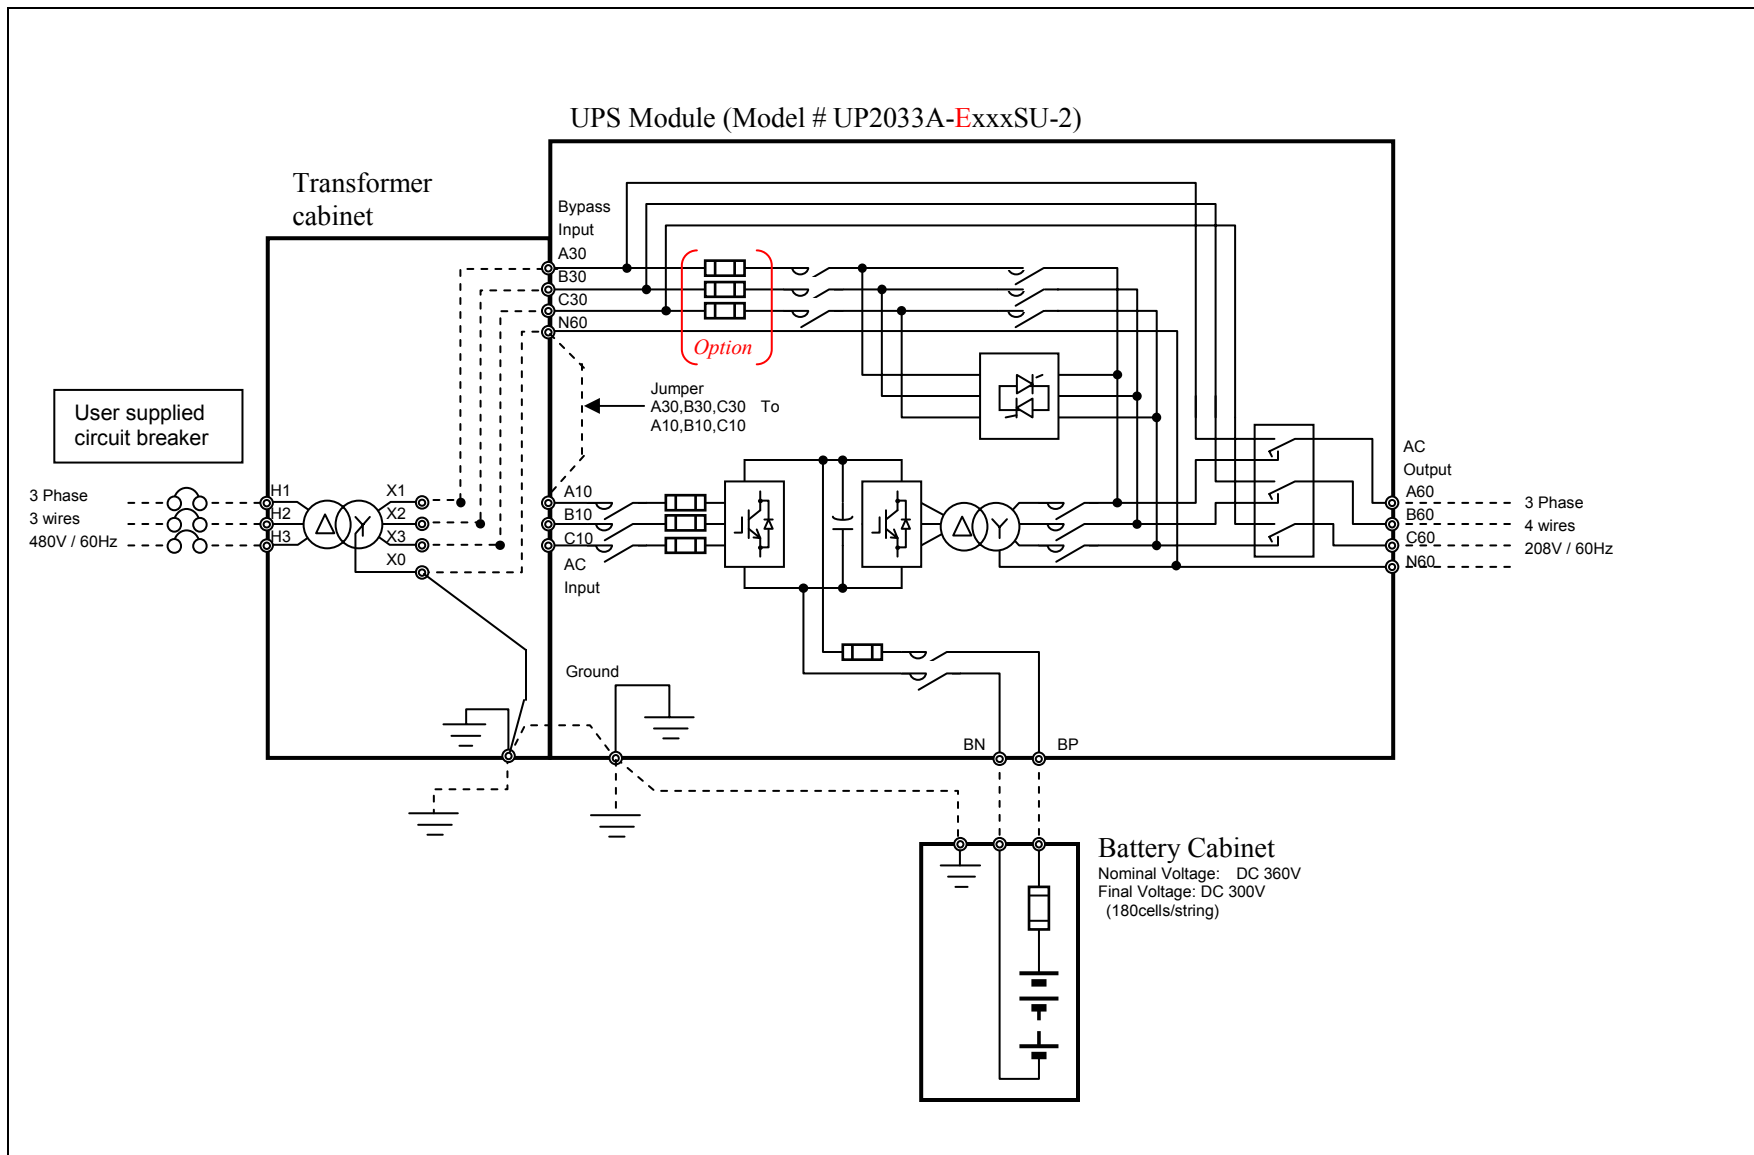 UPS Module (Model # UP2033A-ExxxSU-2)
Transformer
cabinet
Bypass
Input
A30
B30
C30
N60
Option
Jumper
A30,B30,C30 To
A10,B10,C10
User supplied
circuit breaker
3 Phase
3 wires
480V / 60Hz
H1
H2
H3
X1
X2
X3
X0
A10
B10
C10
AC
Input
AC
Output
A60
B60
C60
N60
3 Phase
4 wires
208V / 60Hz
Ground
BN
BP
Battery Cabinet
Nominal Voltage: DC 360V
Final Voltage: DC 300V
(180cells/string)